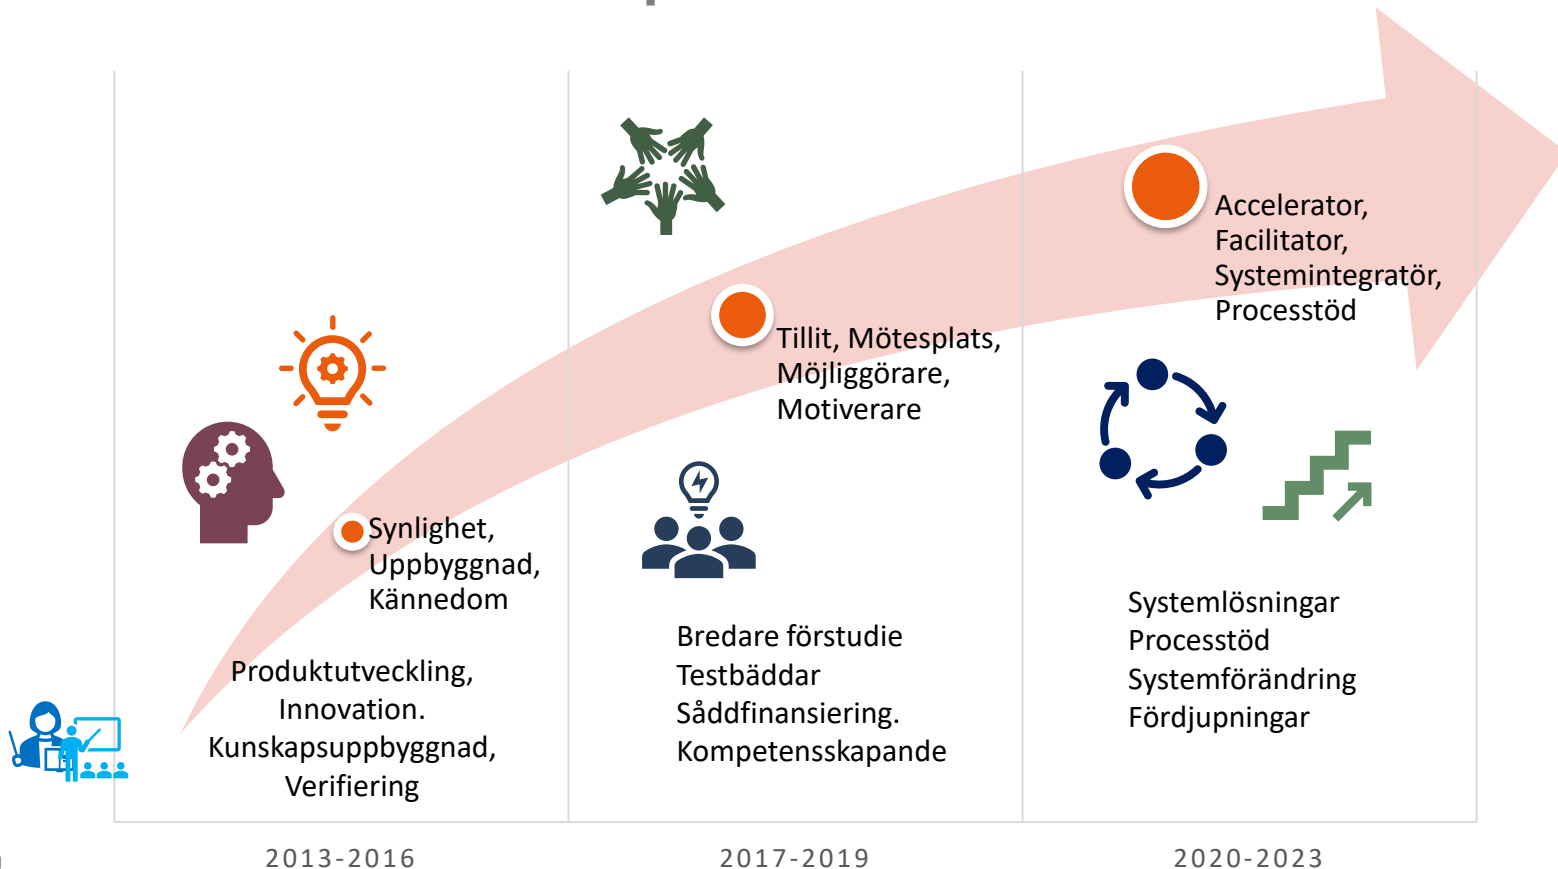 Synlighet,
Uppbyggnad,
Kännedom
Produktutveckling,
Innovation.
Kunskapsuppbyggnad,
Verifiering
2013-2016
Tillit, Mötesplats,
Möjliggörare,
Motiverare
Bredare förstudie
Testbäddar
Såddfinansiering.
Kompetensskapande
2017-2019
Accelerator,
Facilitator,
Systemintegratör,
Processtöd
Systemlösningar
Processtöd
Systemförändring
Fördjupningar
2020-2023